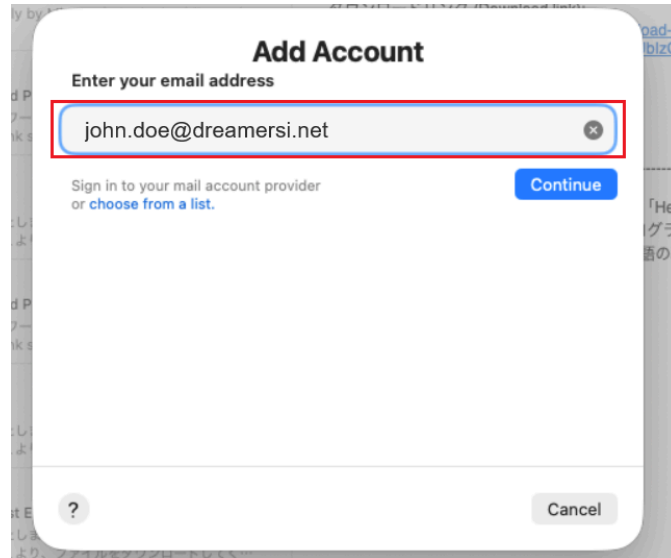 Add Account
Enter your email address
john.doe@dreamersi.net
Sign in to your mail account provider
or choose from a list.
Continue
?
Cancel